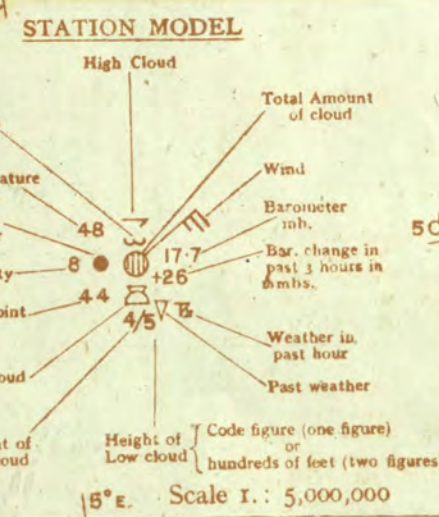 STATION MODEL
High Cloud
Total Amount
of cloud
ature
Wind
48
Barometer
mb.
17.7
50
8
Bar. change in
past 3 hours in
mbs.
+26
ty
44
oint
4/5
Weather in
past hour
oud
Past weather
t of
oud
Height of
Low cloud
Code figure (one figure)
or
hundreds of feet (two figures
15° E.
Scale 1.: 5,000,000